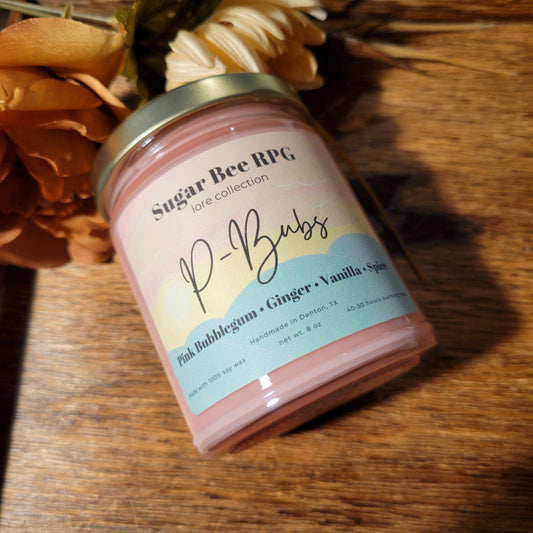 Sugar Bee RPG
lore collection
P-Bubs
Pink Bubblegum • Ginger • Vanilla • Spice
Handmade in Denton, TX
made with 100% soy wax
net wt. 8 oz
40-50 hours burning time